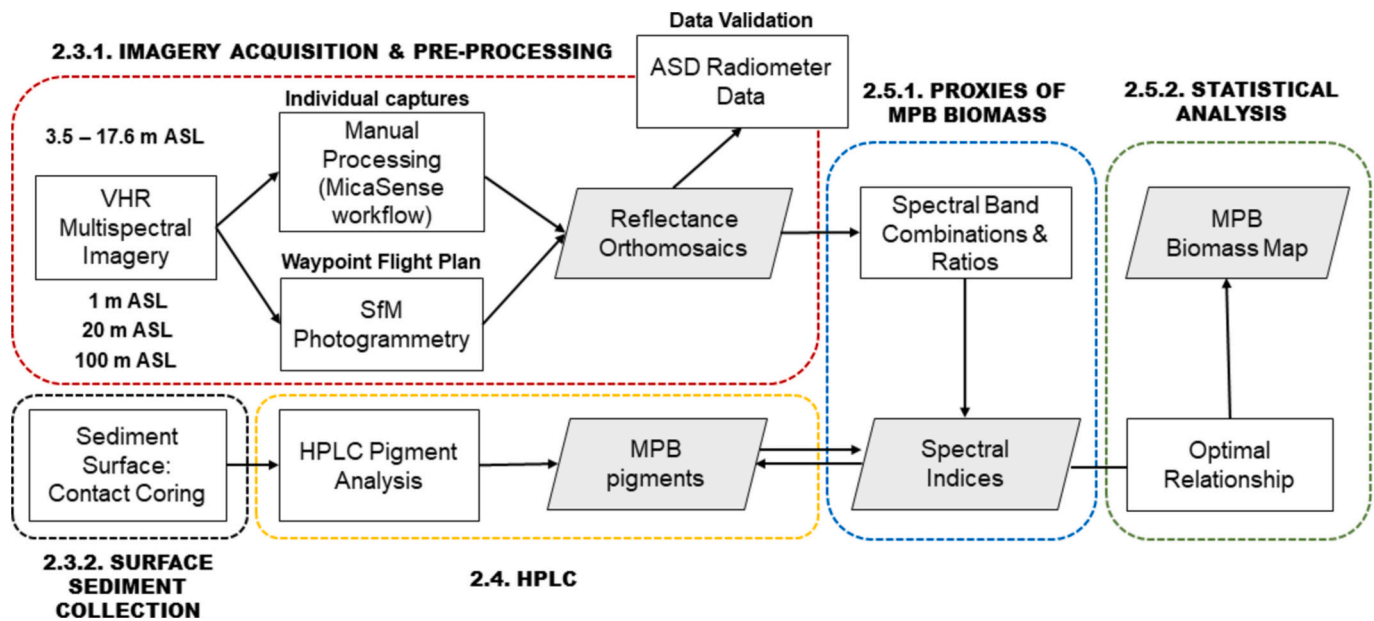 Data Validation
2.3.1. IMAGERY ACQUISITION & PRE-PROCESSING
ASD Radiometer
Data
Individual captures
3.5 – 17.6 m ASL
Manual
Processing
(MicaSense
workflow)
VHR
Multispectral
Imagery
Waypoint Flight Plan
1 m ASL
20 m ASL
100 m ASL
SfM
Photogrammetry
Reflectance
Orthomosaics
2.5.1. PROXIES OF
MPB BIOMASS
Spectral Band
Combinations &
Ratios
2.5.2. STATISTICAL
ANALYSIS
MPB
Biomass Map
Sediment
Surface:
Contact Coring
HPLC Pigment
Analysis
MPB
pigments
Spectral
Indices
Optimal
Relationship
2.3.2. SURFACE
SEDIMENT
COLLECTION
2.4. HPLC